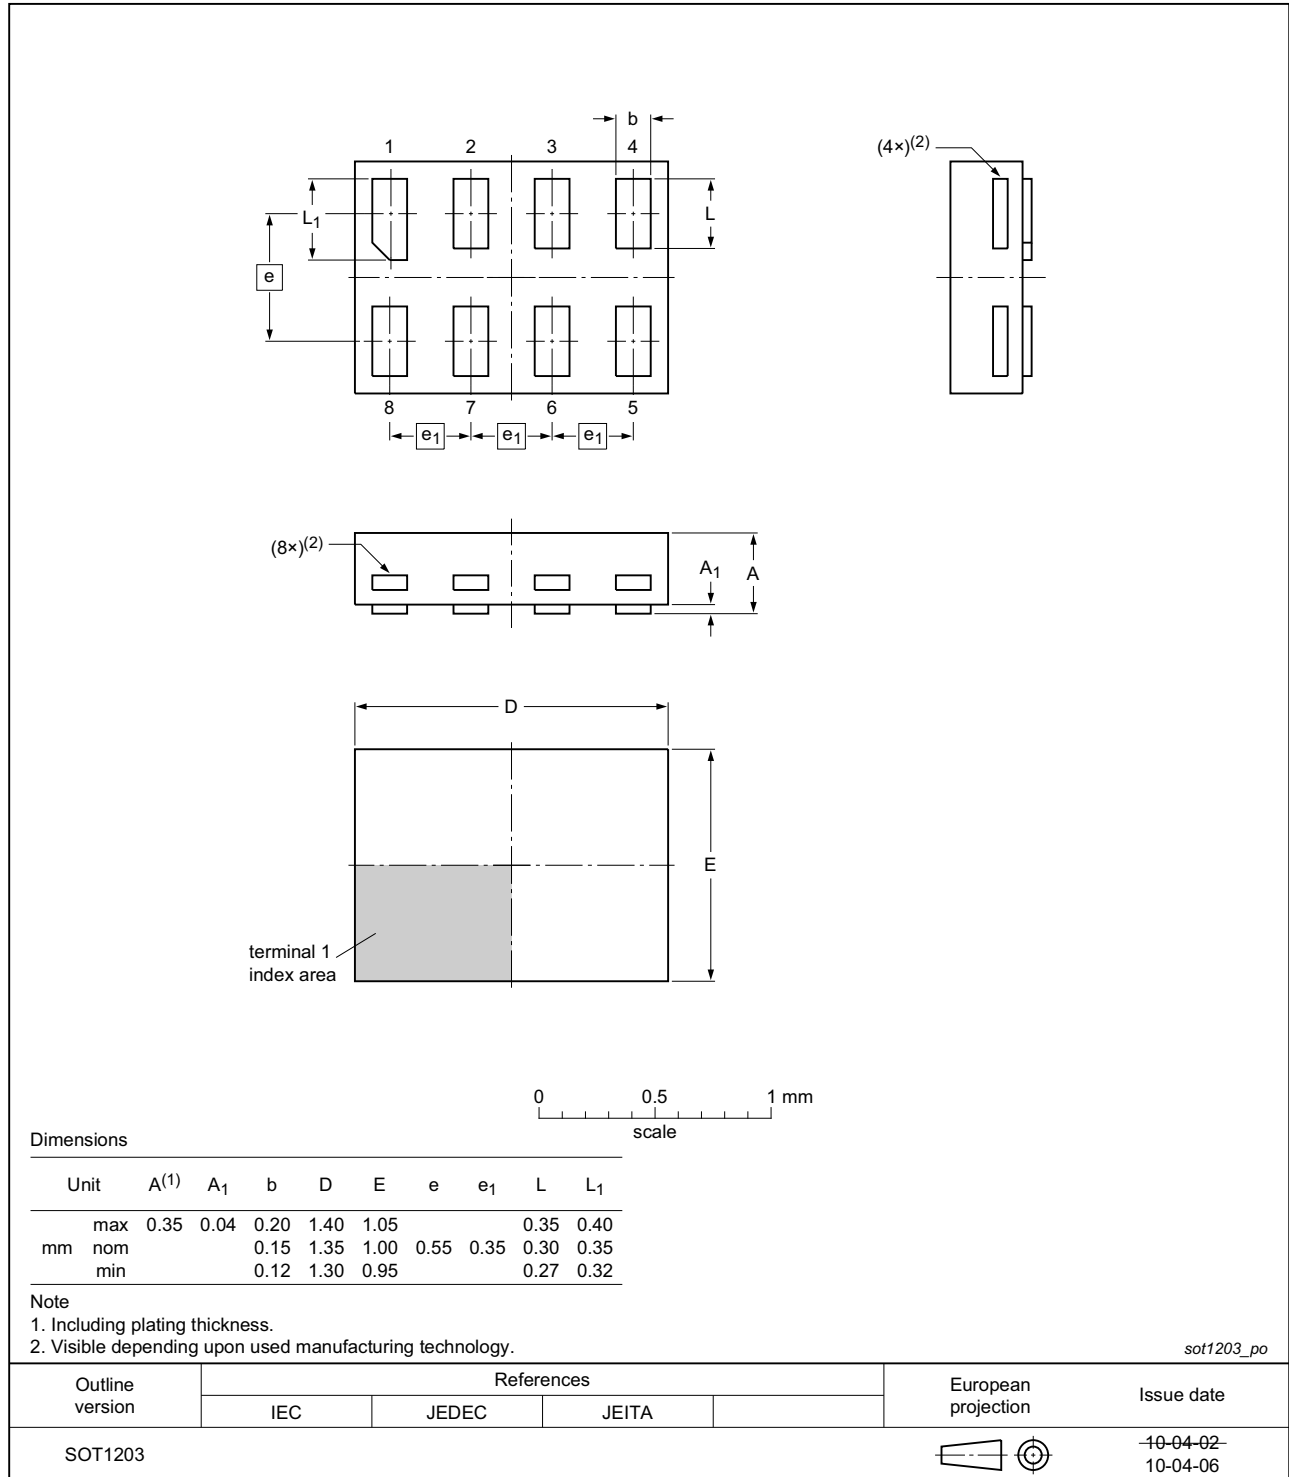 b
1 2 3 4
(4×)(2)
L1
L
e
8 7 6 5
e1 e1 e1
(8×)(2)
A1
A
D
E
terminal 1
index area
0 0.5 1 mm
scale
Dimensions
Unit A(1) A1 b D E e e1 L L1
max 0.35 0.04 0.20 1.40 1.05 0.35 0.40
mm nom 0.15 1.35 1.00 0.55 0.35 0.30 0.35
min 0.12 1.30 0.95 0.27 0.32
Note
1. Including plating thickness.
2. Visible depending upon used manufacturing technology.
sot1203_po
Outline
version
References
IEC JEDEC JEITA
European
projection
Issue date
SOT1203
10-04-02
10-04-06